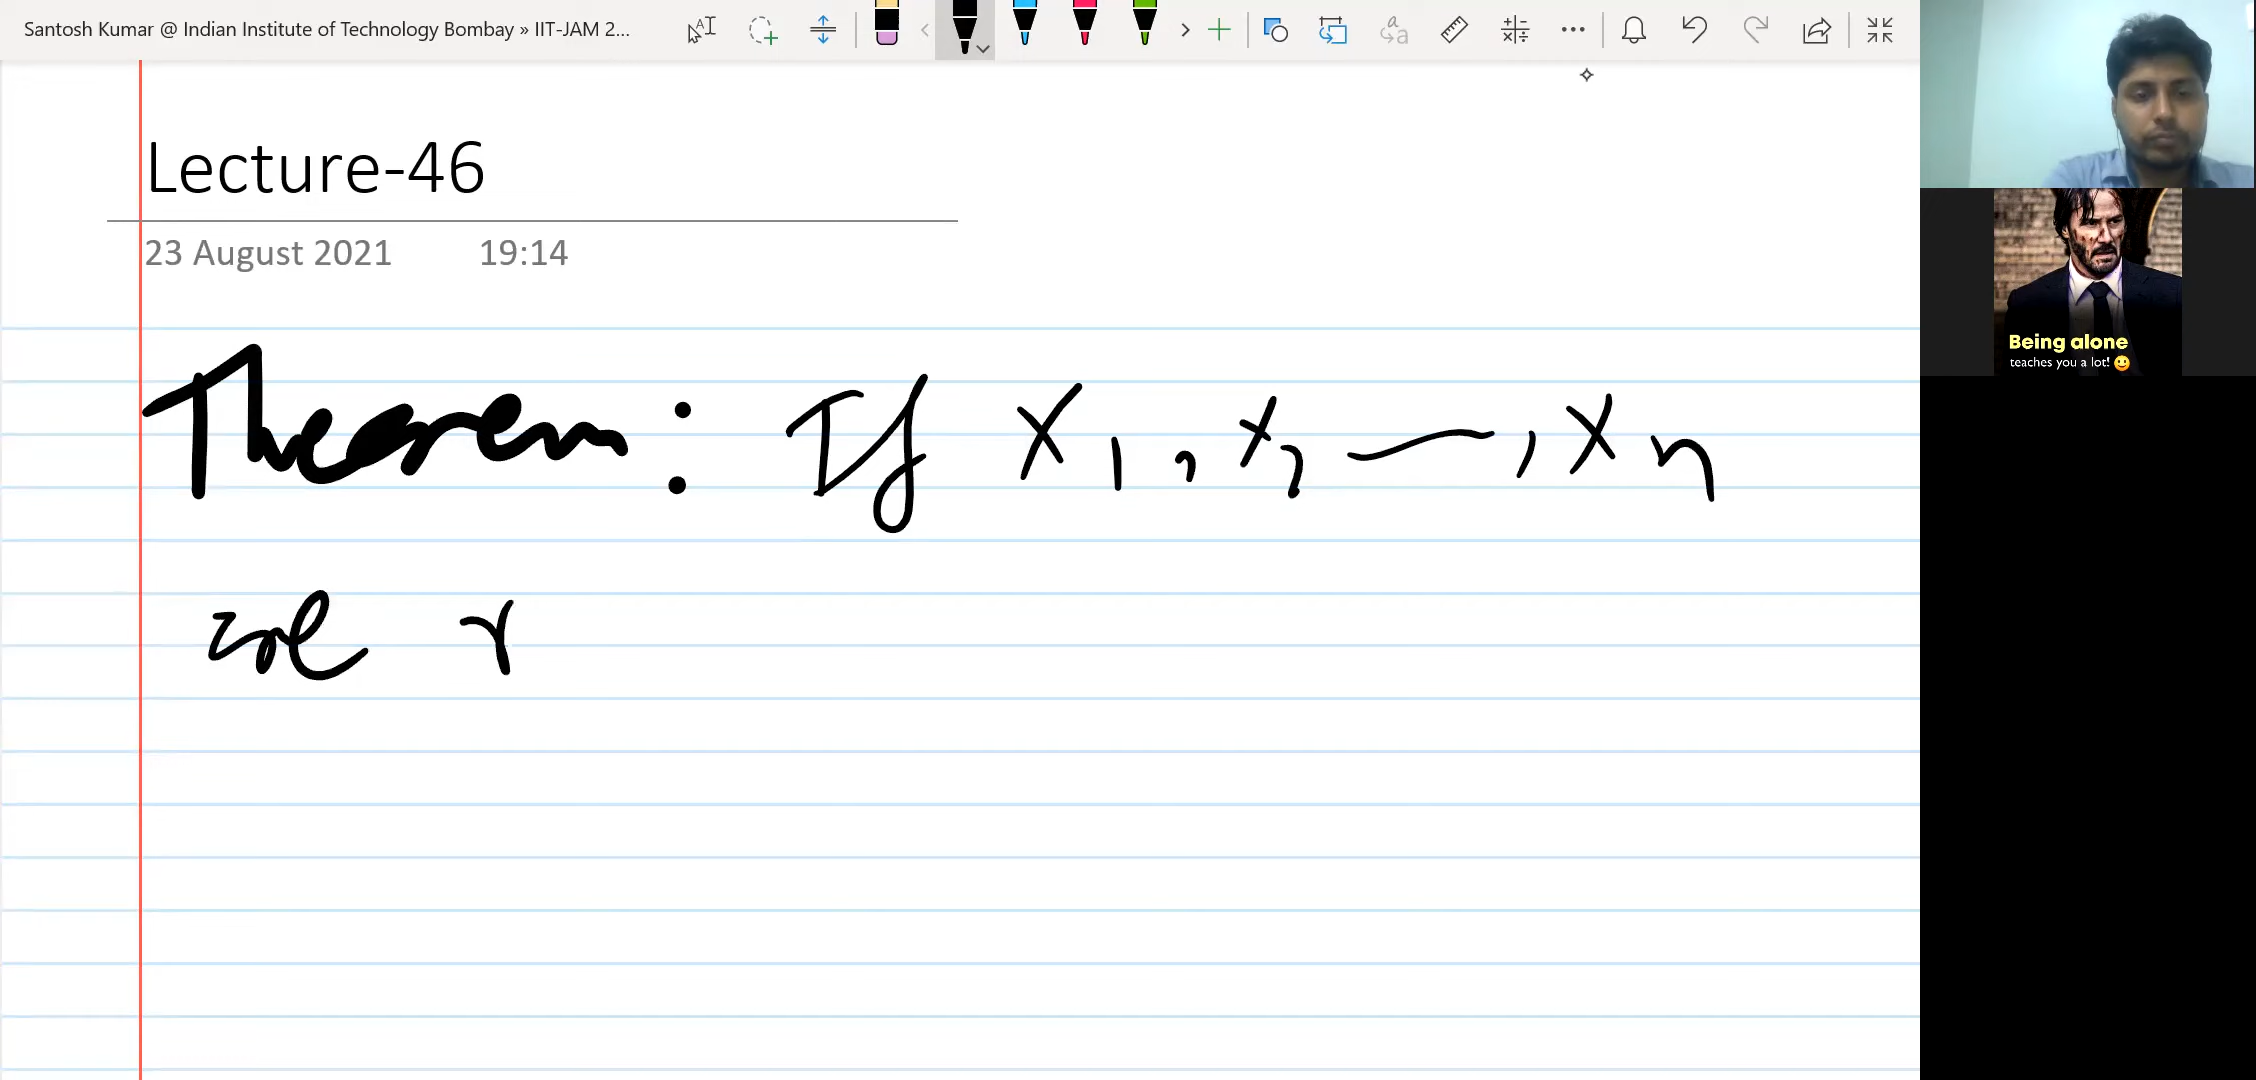 Santosh Kumar @ Indian Institute of Technology Bombay » IIT-JAM 2...
Lecture-46
23 August 2021 19:14
Theorem : If X1, X2 —, Xn
are r
Being alone
teaches you a lot! 🙂